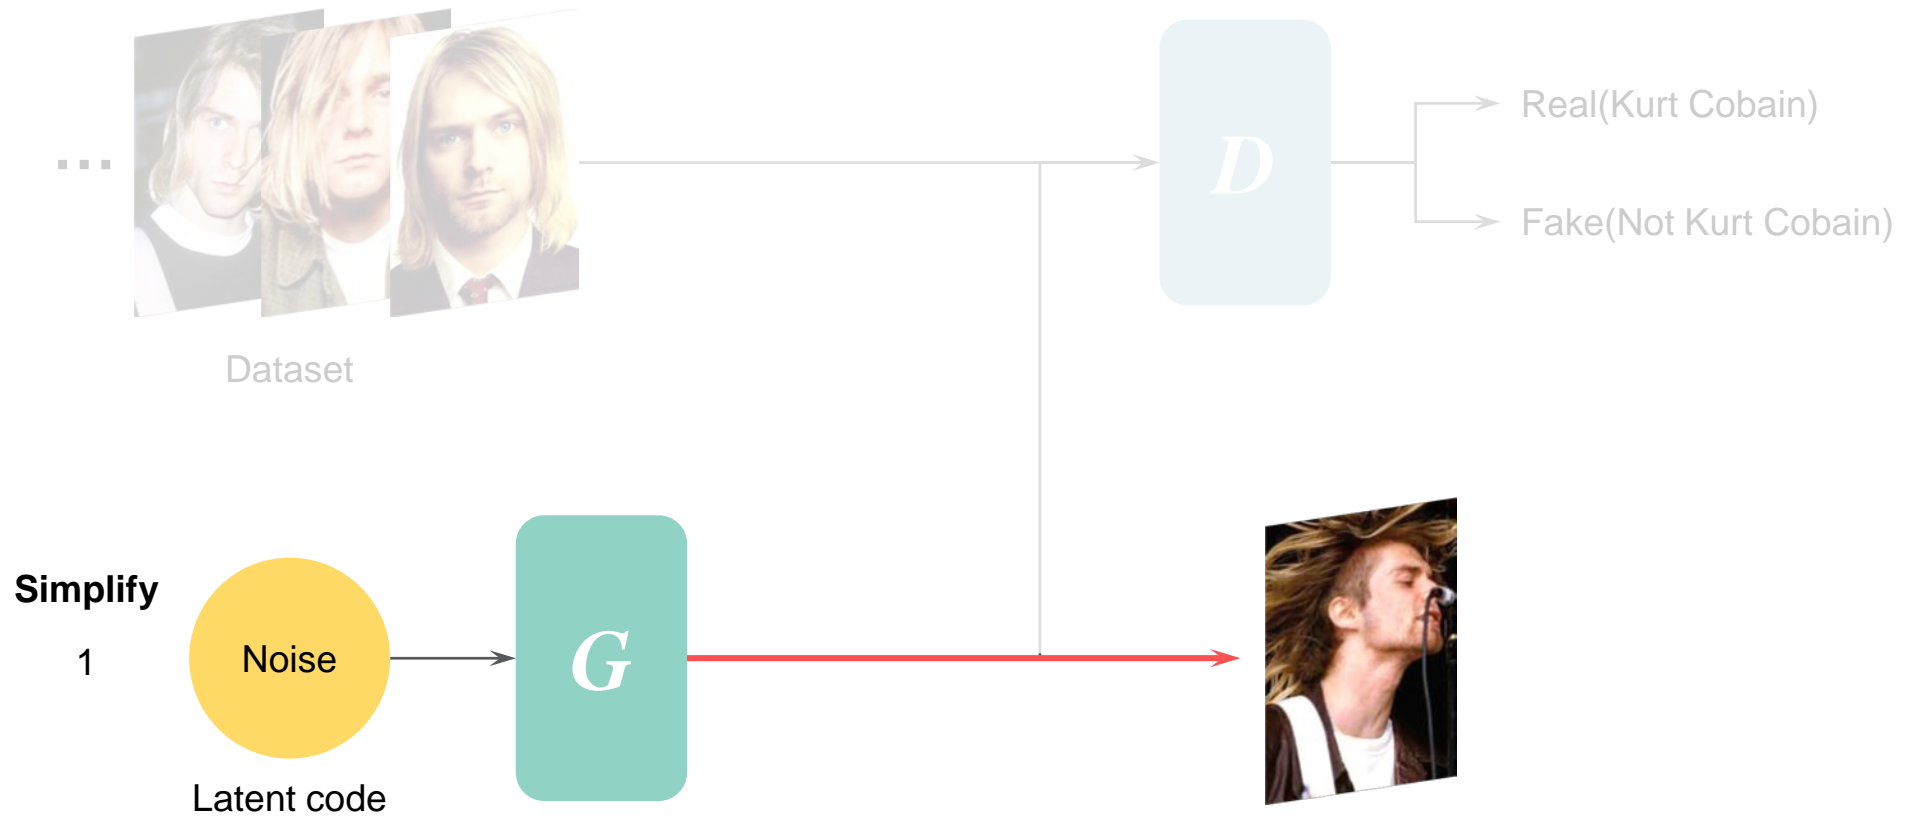 ...
D
Real(Kurt Cobain)
Fake(Not Kurt Cobain)
Dataset
Simplify
1
Noise
G
Latent code